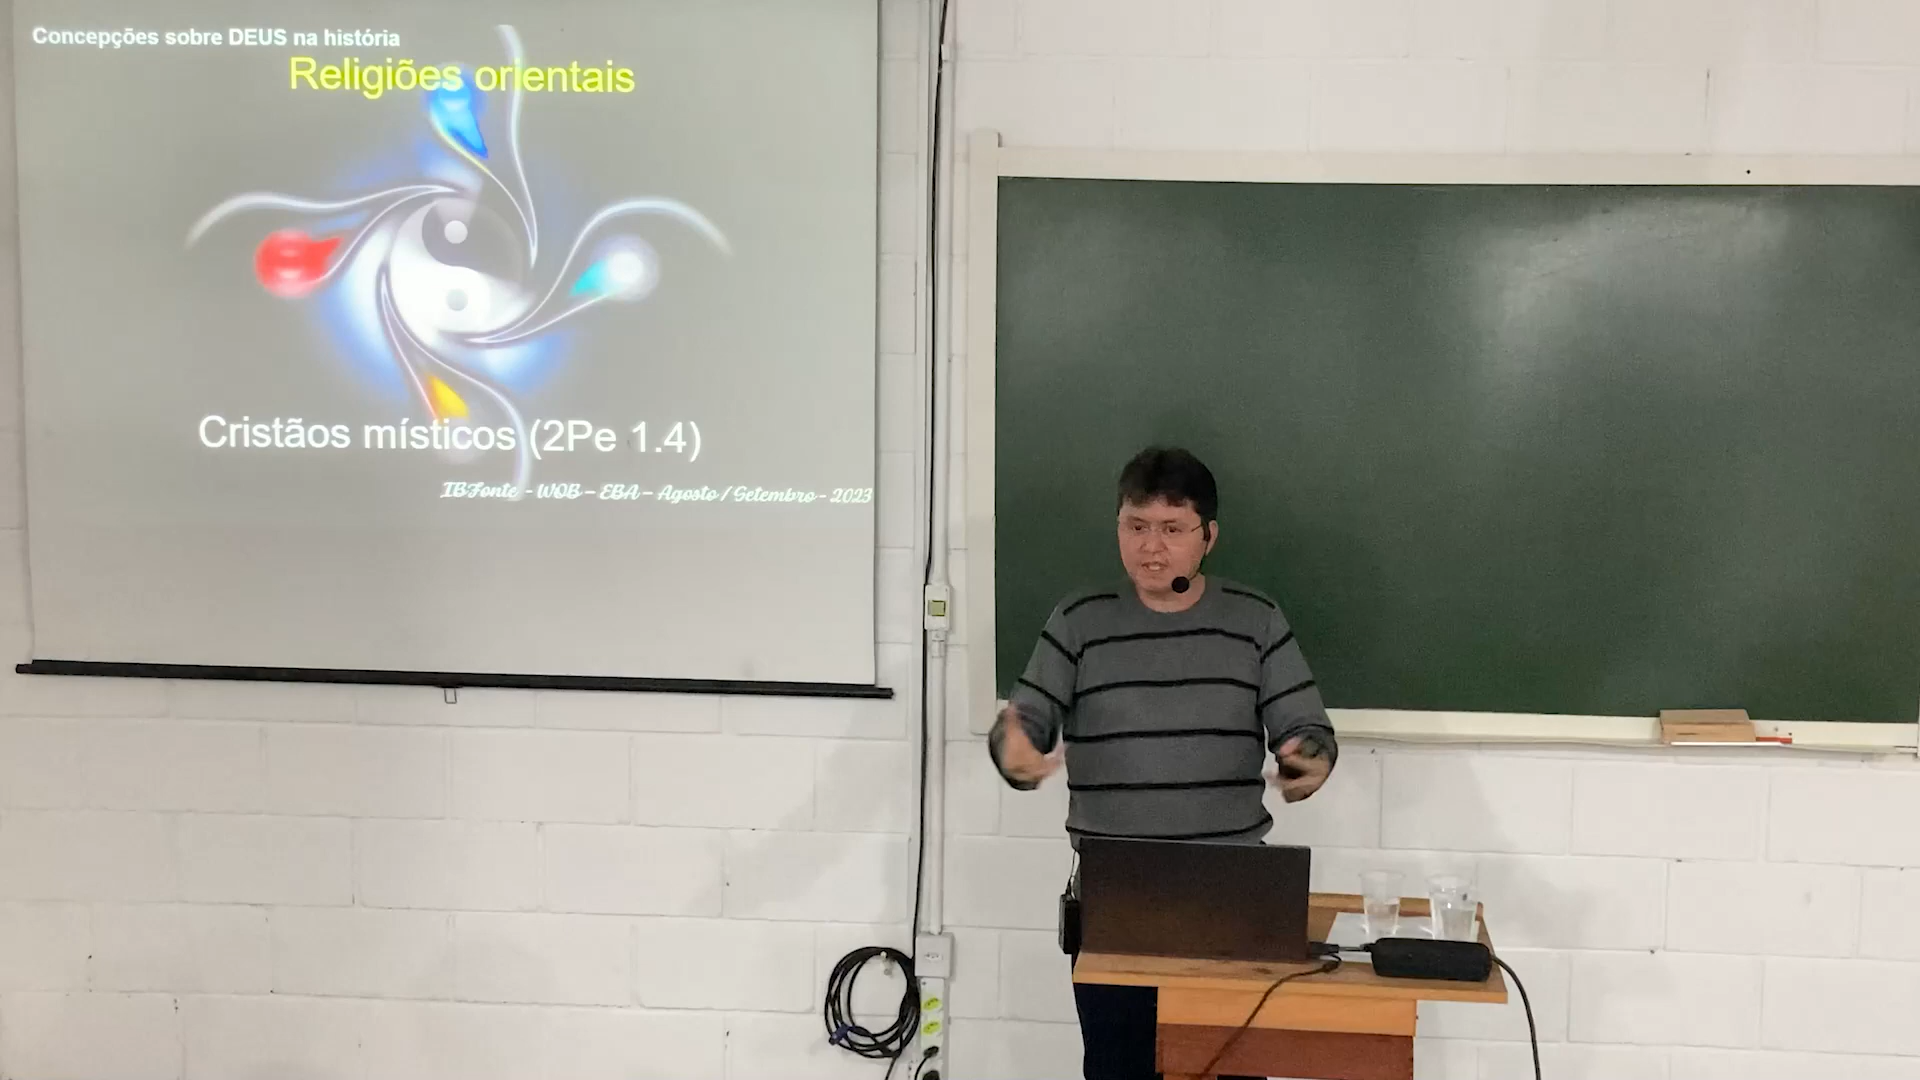 Concepções sobre DEUS na história
Religiões orientais
Cristãos místicos (2Pe 1.4)
IBFonte - WOB - EBA - Agosto / Setembro - 2023